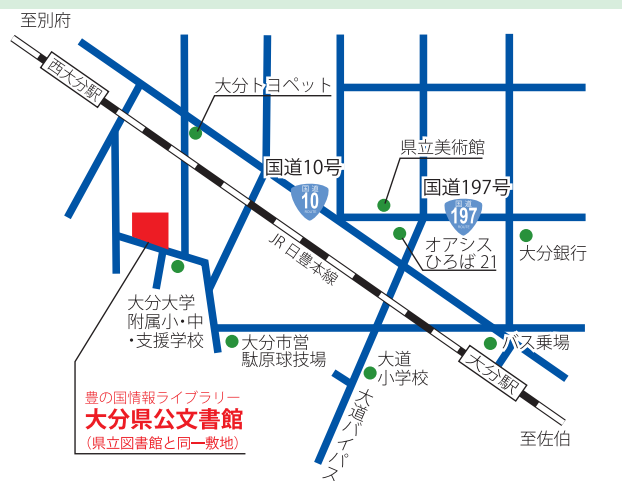 至別府
西大分駅
大分トヨペット
県立美術館
国道10号
国道
10
ROUTE
国道197号
国道
197
ROUTE
オアシス
ひろば21
大分銀行
JR日豊本線
大分大学
附属小・中
・支援学校
大分市営
駄原球技場
バス乗場
大道
小学校
大分駅
大道バイパス
至佐伯
豊の国情報ライブラリー
大分県公文書館
(県立図書館と同一敷地)